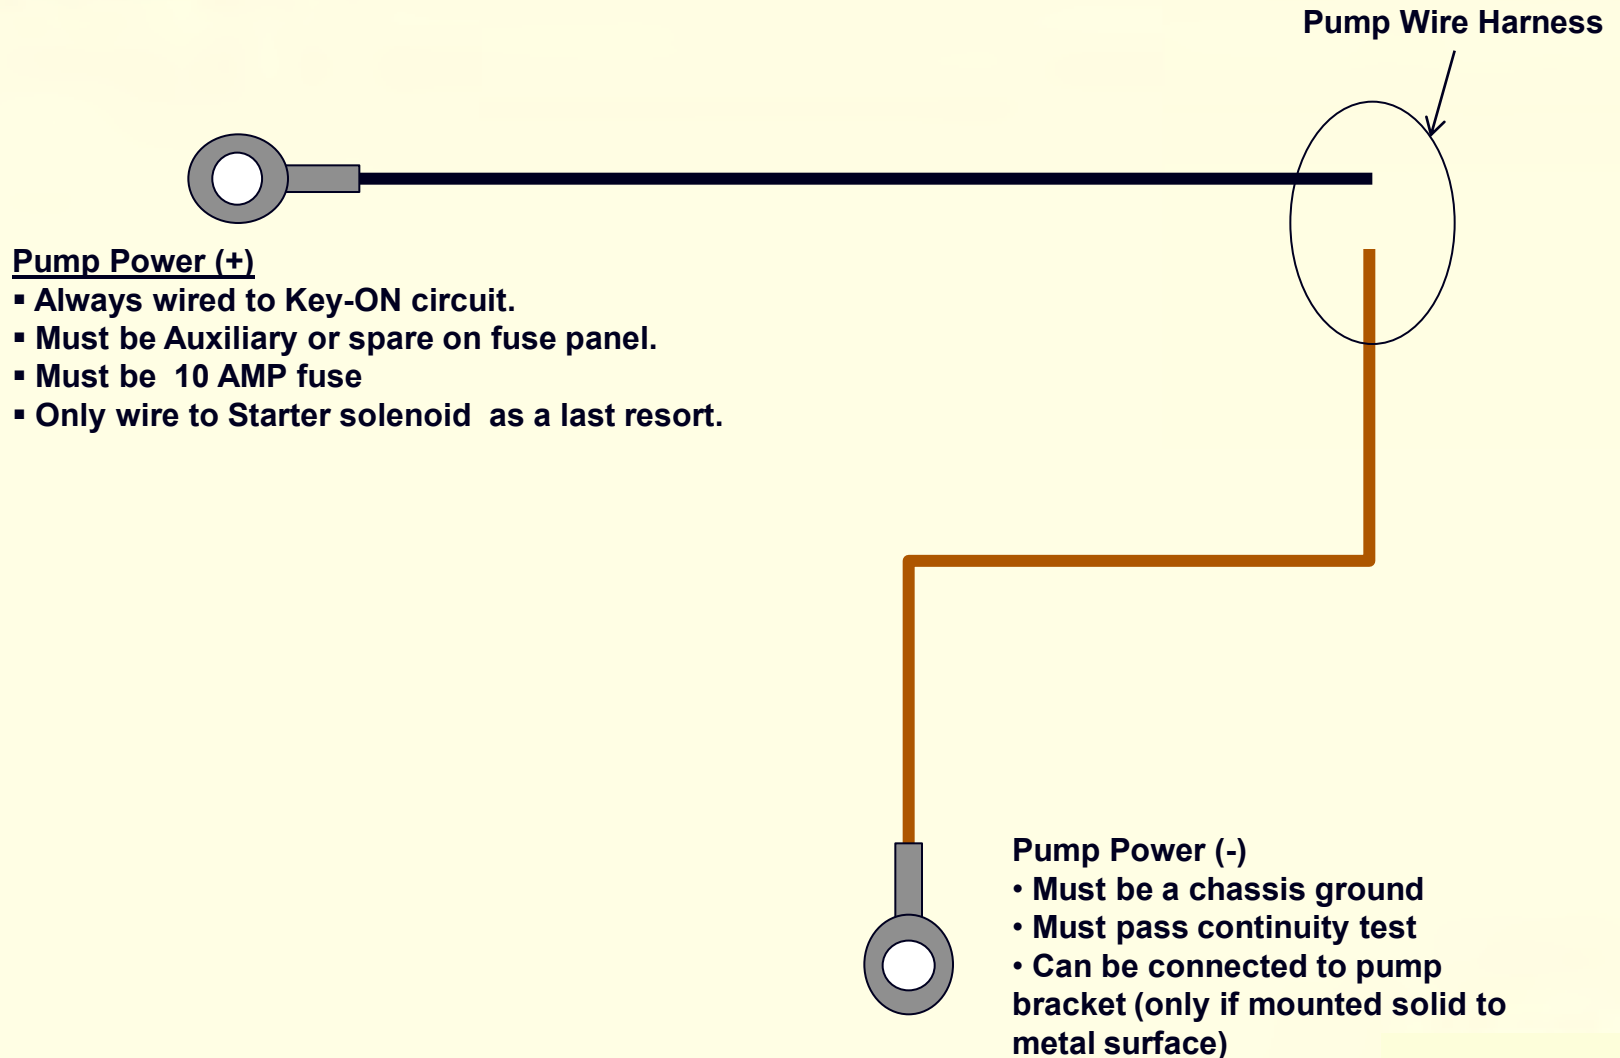 Pump Wire Harness
Pump Power (+)
▪ Always wired to Key-ON circuit.
▪ Must be Auxiliary or spare on fuse panel.
▪ Must be  10 AMP fuse
▪ Only wire to Starter solenoid  as a last resort.
Pump Power (-)
• Must be a chassis ground
• Must pass continuity test
• Can be connected to pump
bracket (only if mounted solid to
metal surface)